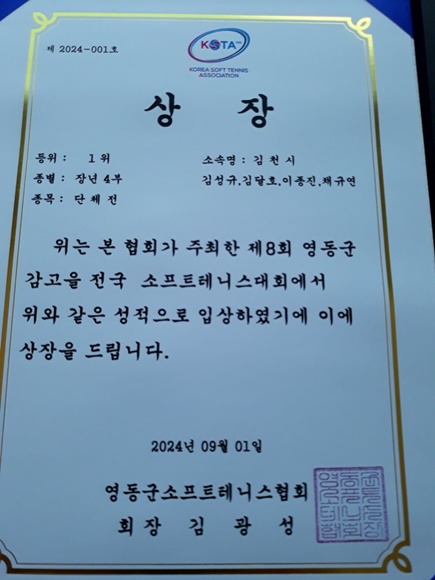 제 2024-001호
KSTA
KOREA SOFT TENNIS
ASSOCIATION
상 장
등위 : 1위
소속명 : 김천시
종별 : 장년4부
김성규,김달호,이종진,채규연
종목 : 단체전
위는 본 협회가 주최한 제8회 영동군
감고을 전국 소프트테니스대회에서
위와 같은 성적으로 입상하였기에 이에
상장을 드립니다.
2024년 09월 01일
영동군소프트테니스협회
회장 김광성